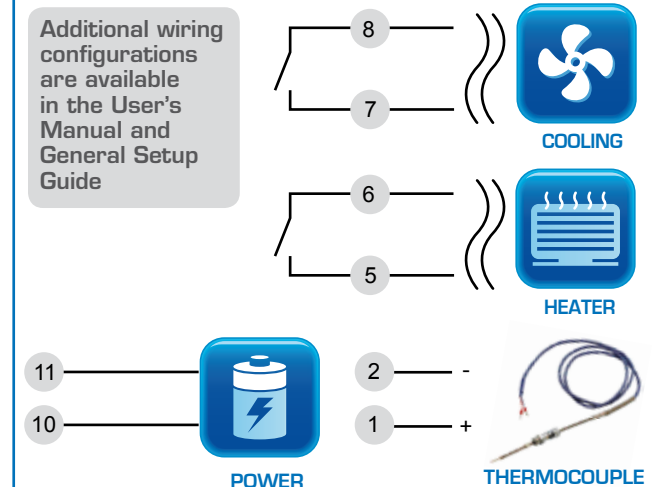 Additional wiring
configurations
are available
in the User's
Manual and
General Setup
Guide
8
7
COOLING
6
5
HEATER
11
10
POWER
2 -
1 +
THERMOCOUPLE